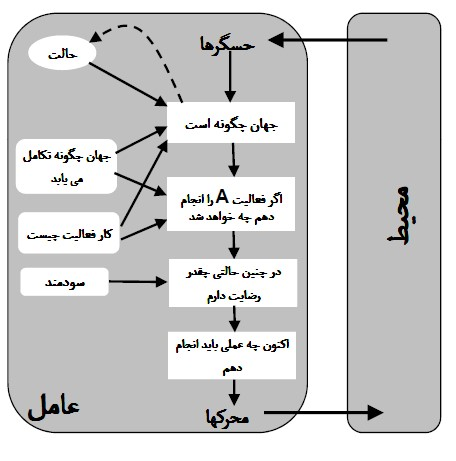 حسگرها
حالت
جهان چگونه است
جهان چگونه تکامل
می یابد
اگر فعالیت A را انجام
دهم چه خواهد شد
کار فعالیت چیست
در چنین حالتی چقدر
رضایت دارم
سودمند
اکنون چه عملی باید انجام
دهم
محرکها
عامل
محیط